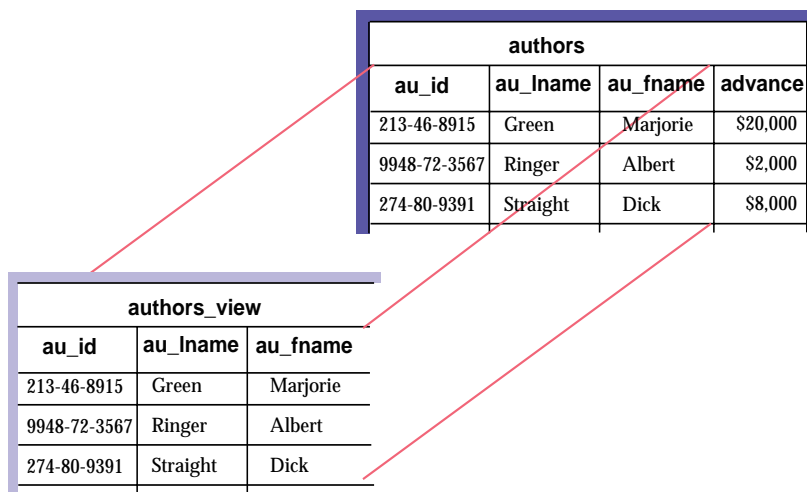 authors
au_id au_lname au_fname advance
213-46-8915 Green Marjorie $20,000
9948-72-3567 Ringer Albert $2,000
274-80-9391 Straight Dick $8,000
authors_view
au_id au_lname au_fname
213-46-8915 Green Marjorie
9948-72-3567 Ringer Albert
274-80-9391 Straight Dick